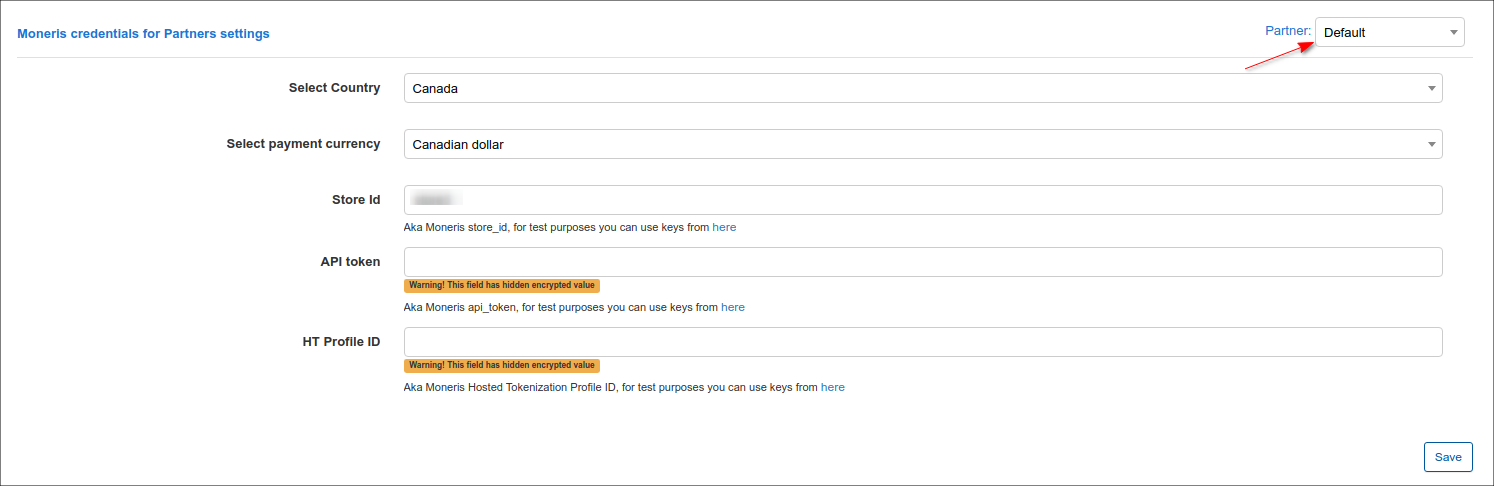 Moneris credentials for Partners settings
Partner: Default
Select Country Canada
Select payment currency Canadian dollar
Store Id
Aka Moneris store_id, for test purposes you can use keys from here
API token
Warning! This field has hidden encrypted value
Aka Moneris api_token, for test purposes you can use keys from here
HT Profile ID
Warning! This field has hidden encrypted value
Aka Moneris Hosted Tokenization Profile ID, for test purposes you can use keys from here
Save